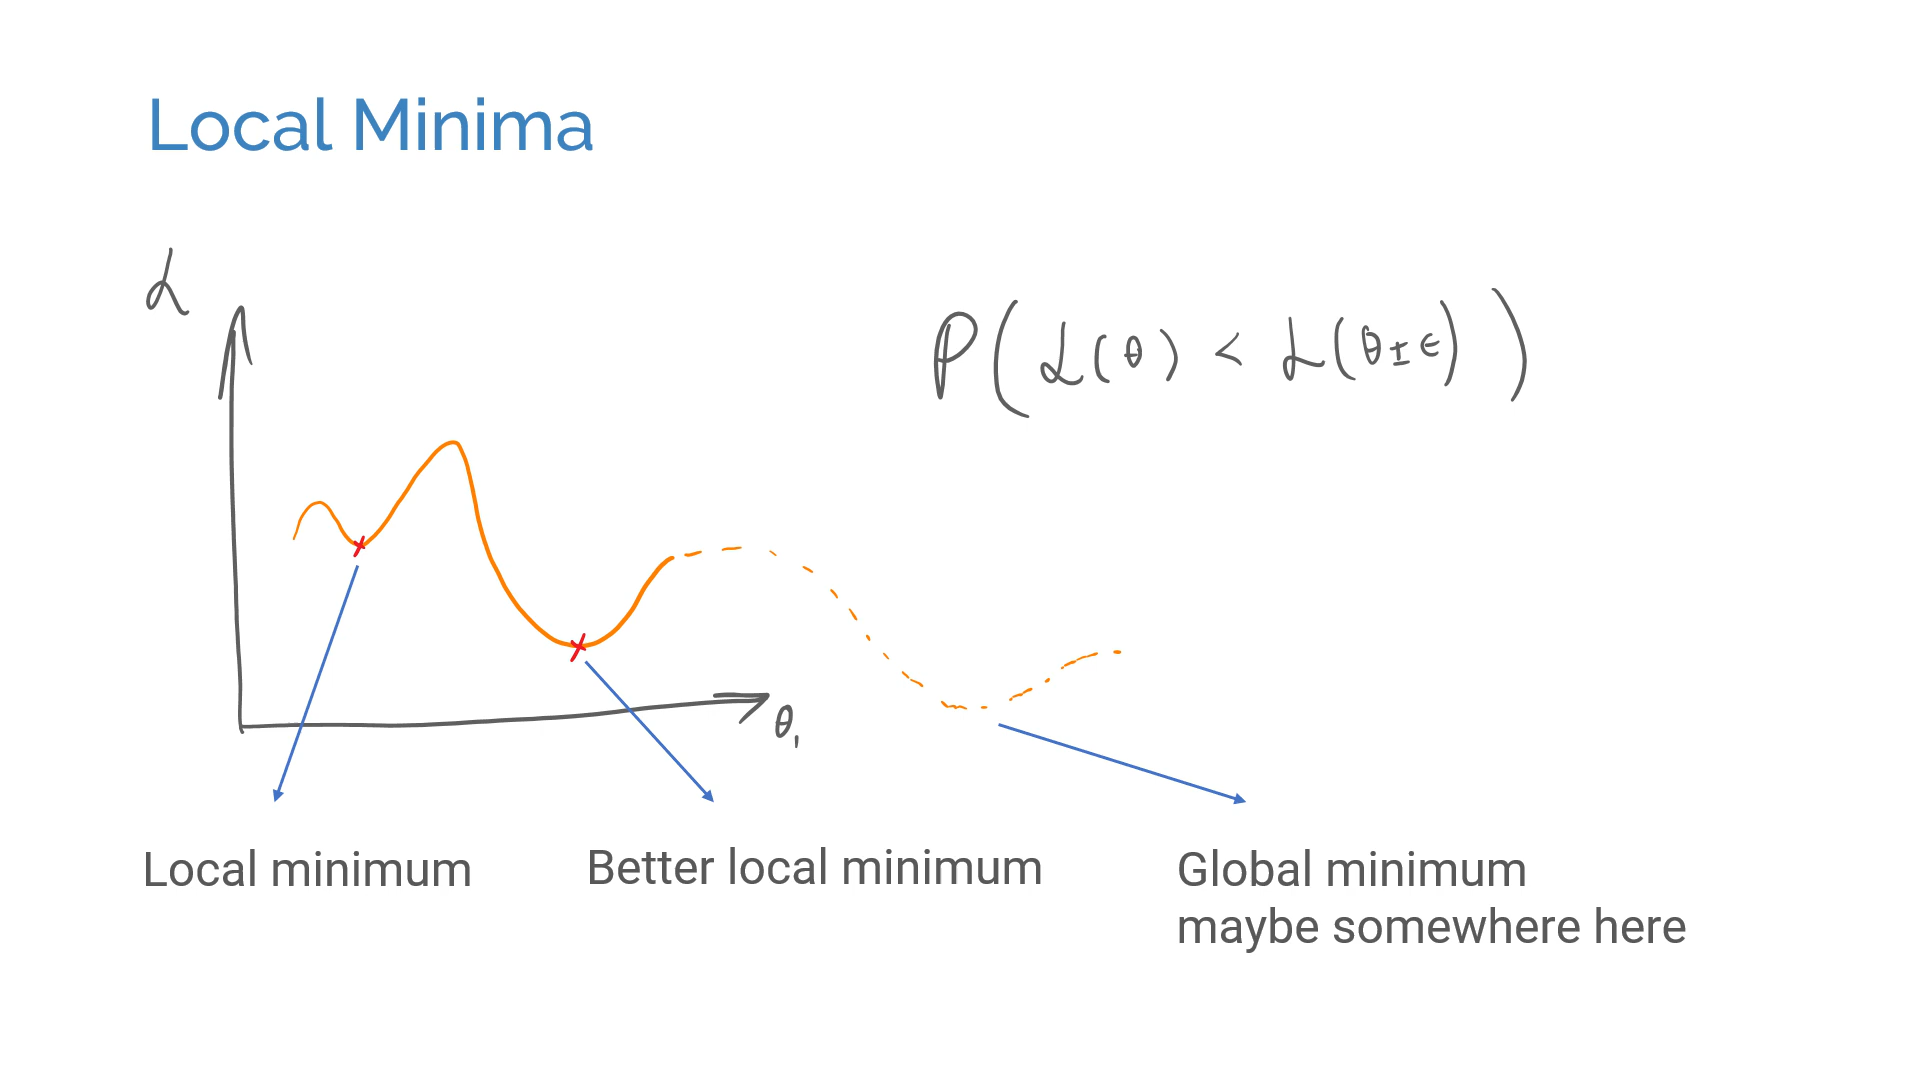 Local Minima
ℒ
P(ℒ(θ) < ℒ(θ±ϵ))
θ₁
Local minimum
Better local minimum
Global minimum
maybe somewhere here